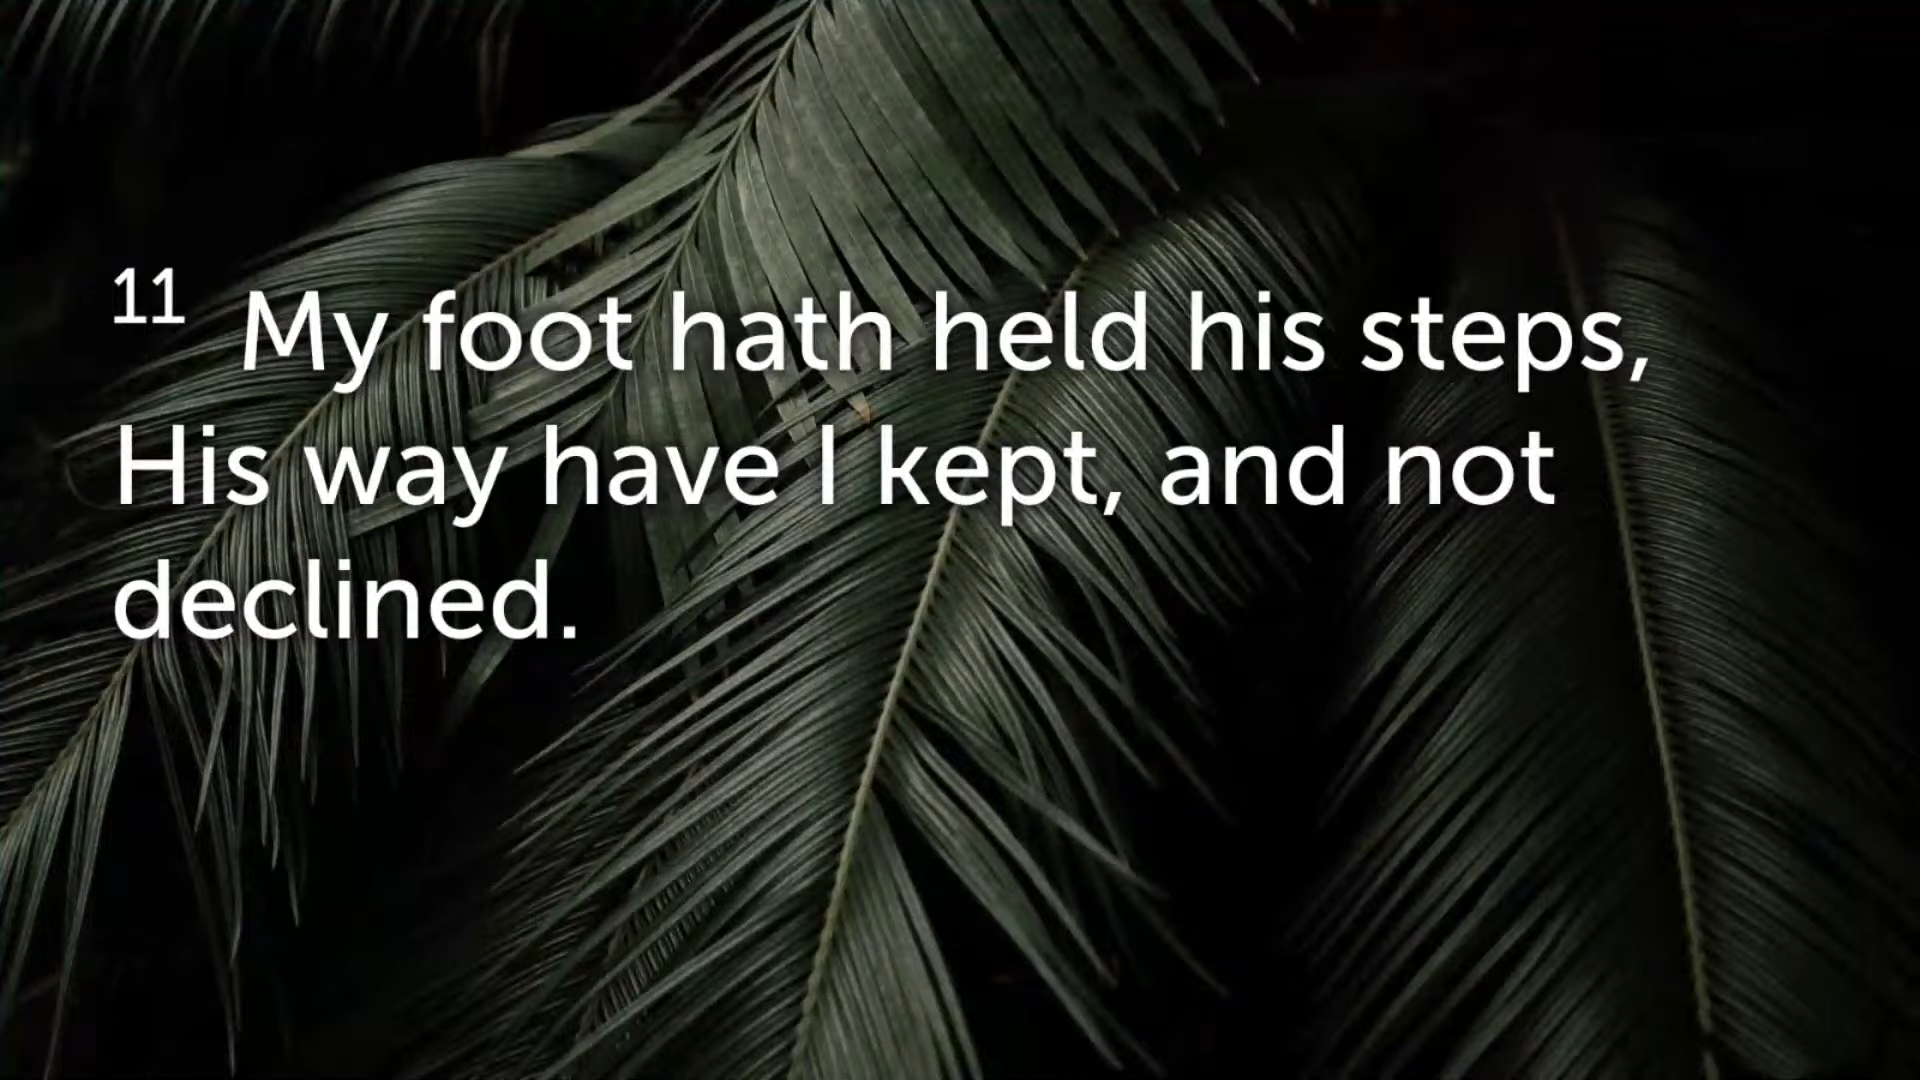 11 My foot hath held his steps,
His way have I kept, and not
declined.